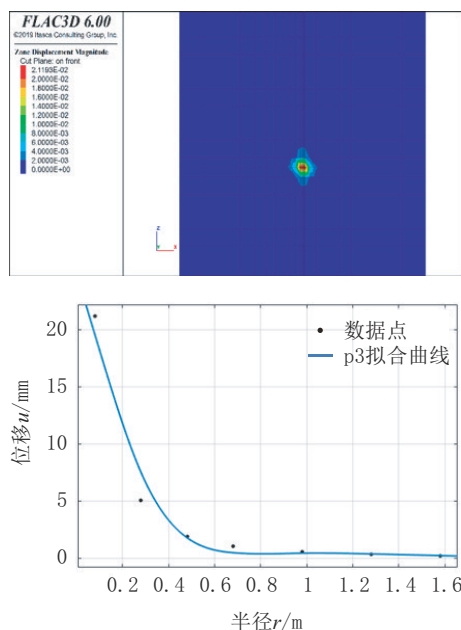 FLAC3D 6.00
©2019 Itasca Consulting Group, Inc.
Zone Displacement Magnitude
Cut Plane: on front
2.1193E-02
2.0000E-02
1.8000E-02
1.6000E-02
1.4000E-02
1.2000E-02
1.0000E-02
8.0000E-03
6.0000E-03
4.0000E-03
2.0000E-03
0.0000E+00
Z
X
20
15
10
5
0
位移u/mm
数据点
p3拟合曲线
0.2 0.4 0.6 0.8 1 1.2 1.4 1.6
半径r/m